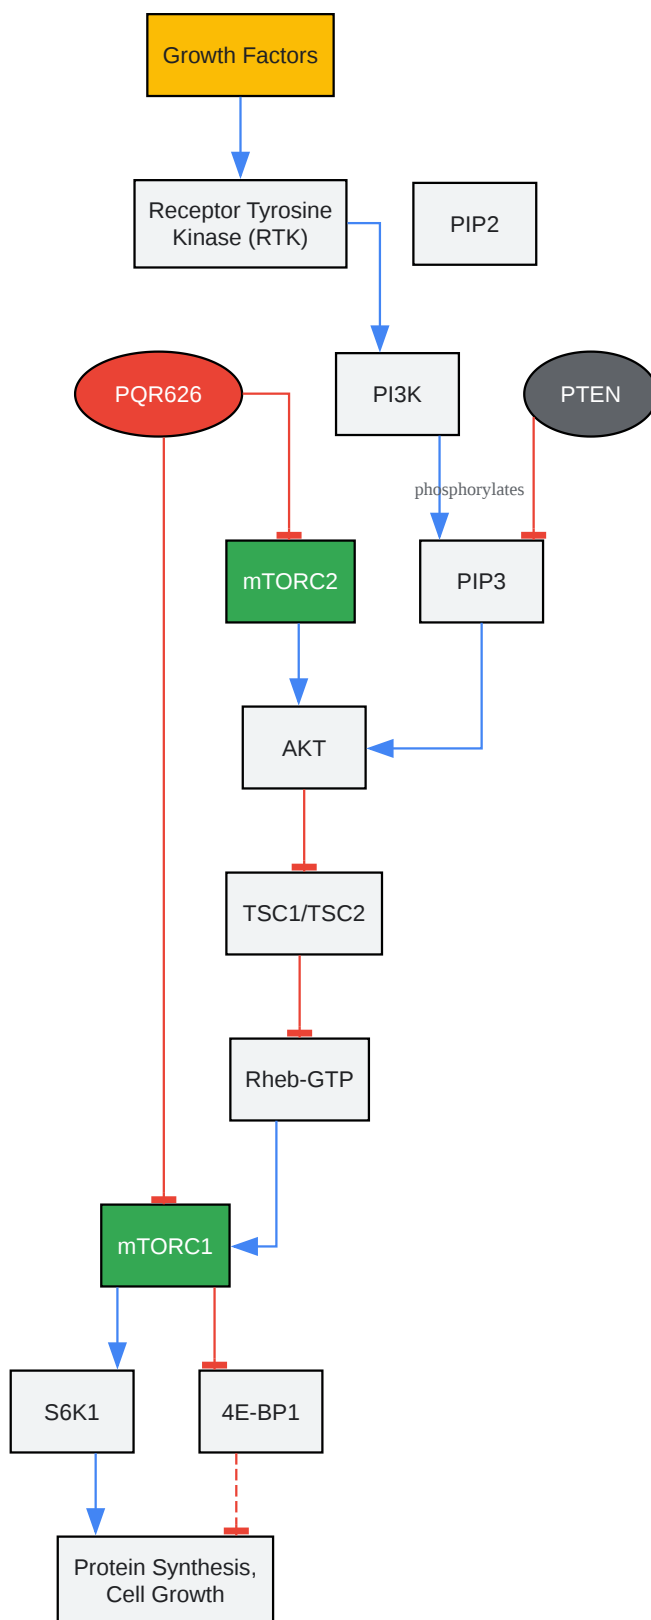 Growth Factors
Receptor Tyrosine
Kinase (RTK)
PIP2
PQR626
PI3K
PTEN
phosphorylates
mTORC2
PIP3
AKT
TSC1/TSC2
Rheb-GTP
mTORC1
S6K1
4E-BP1
Protein Synthesis,
Cell Growth